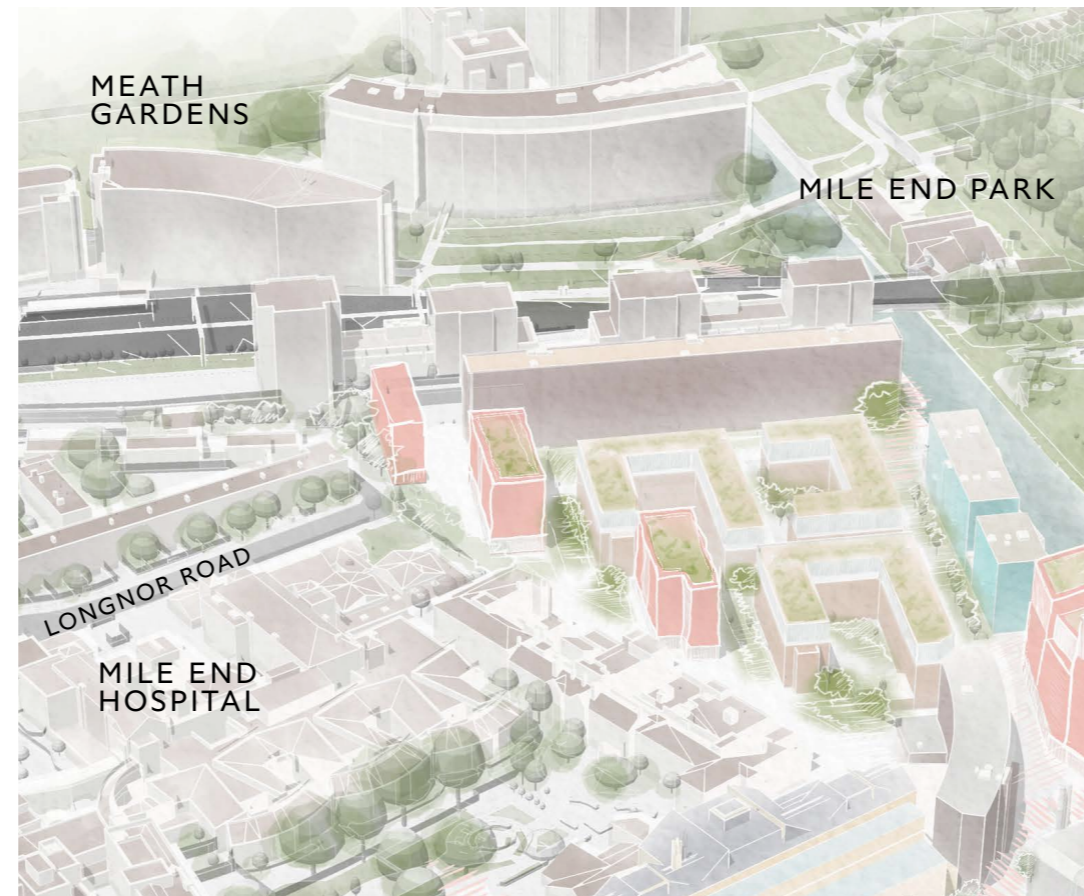 MEATH
GARDENS
MILE END PARK
LONGNOR ROAD
MILE END
HOSPITAL